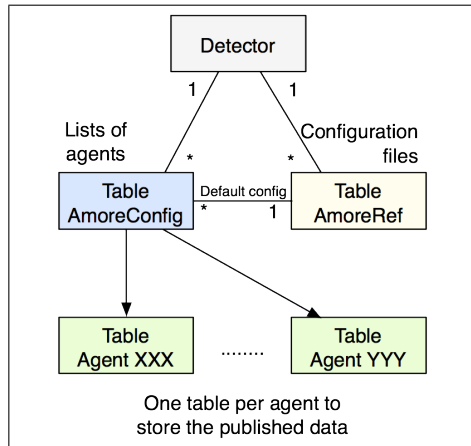 Detector
1
1
Lists of
agents
Configuration
files
*
*
Table
AmoreConfig
Default config
*
1
Table
AmoreRef
Table
Agent XXX
........
Table
Agent YYY
One table per agent to
store the published data